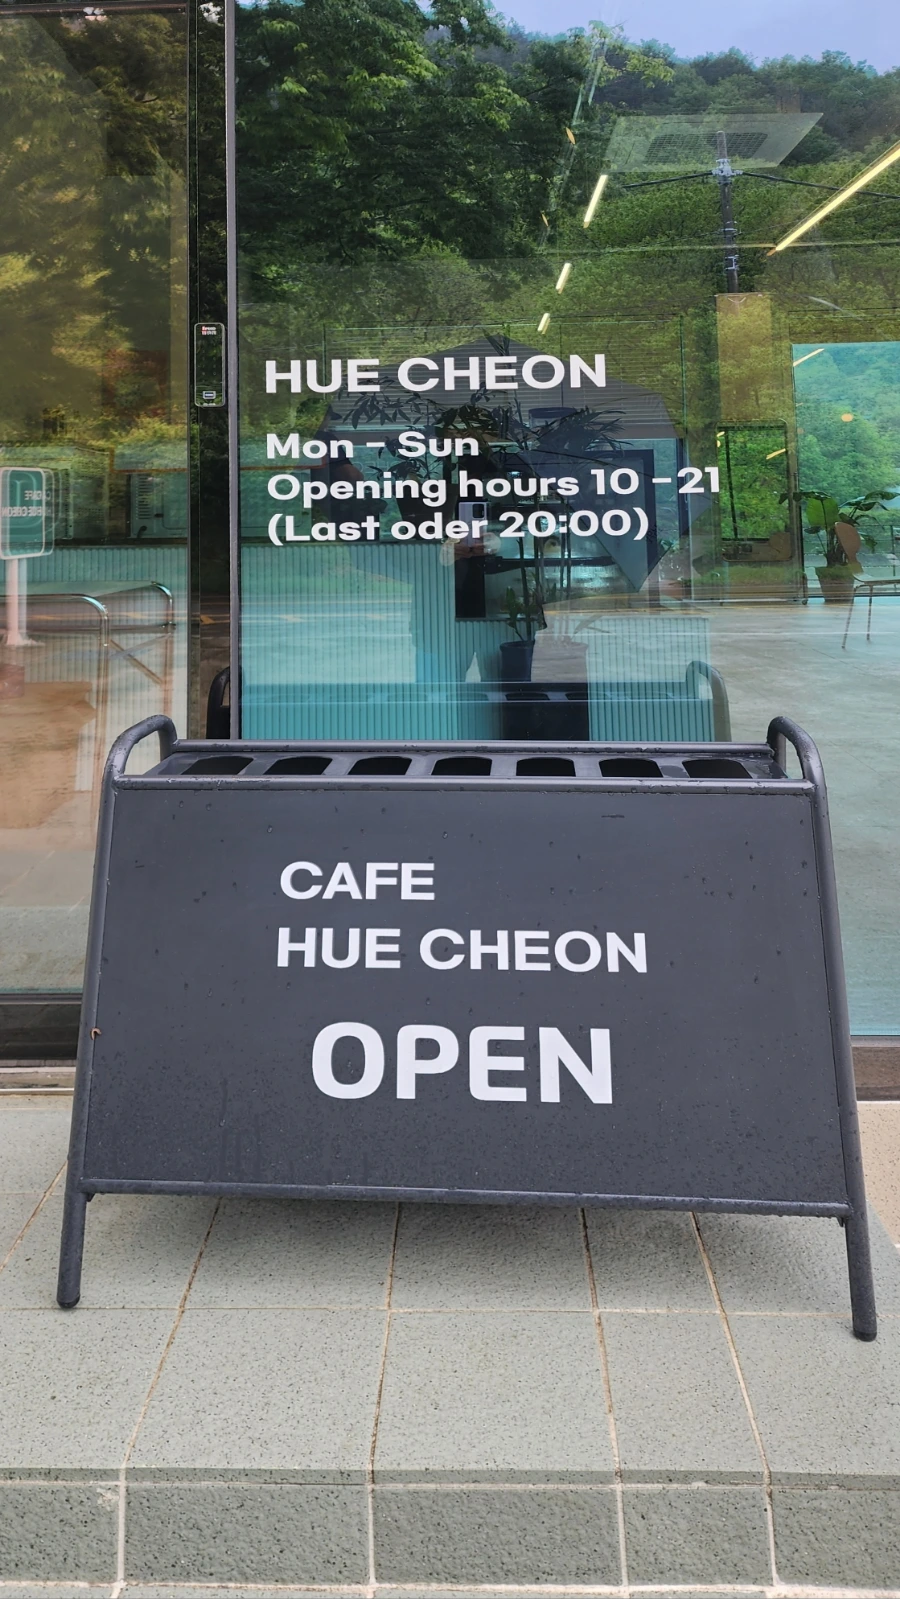 HUE CHEON
Mon - Sun
Opening hours 10 -21
(Last oder 20:00)
CAFE
HUE CHEON
OPEN